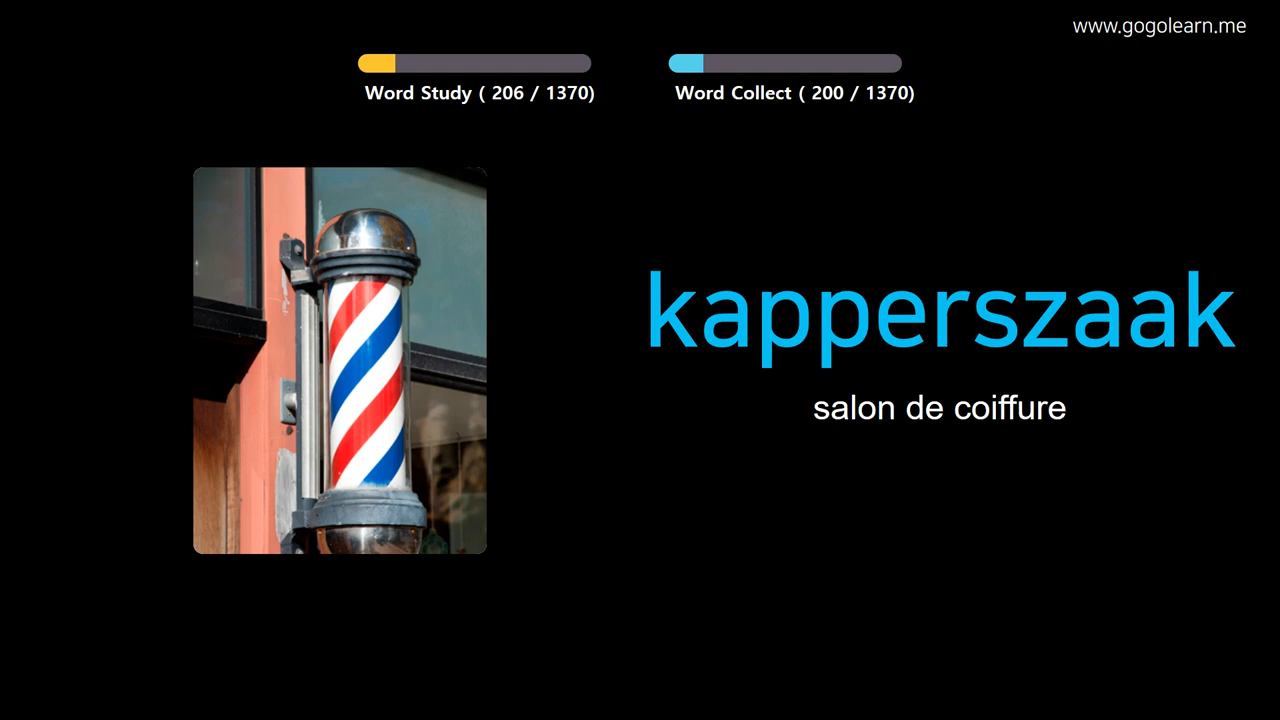 www.gogolearn.me
Word Study ( 206 / 1370)
Word Collect ( 200 / 1370)
kapperszaak
salon de coiffure